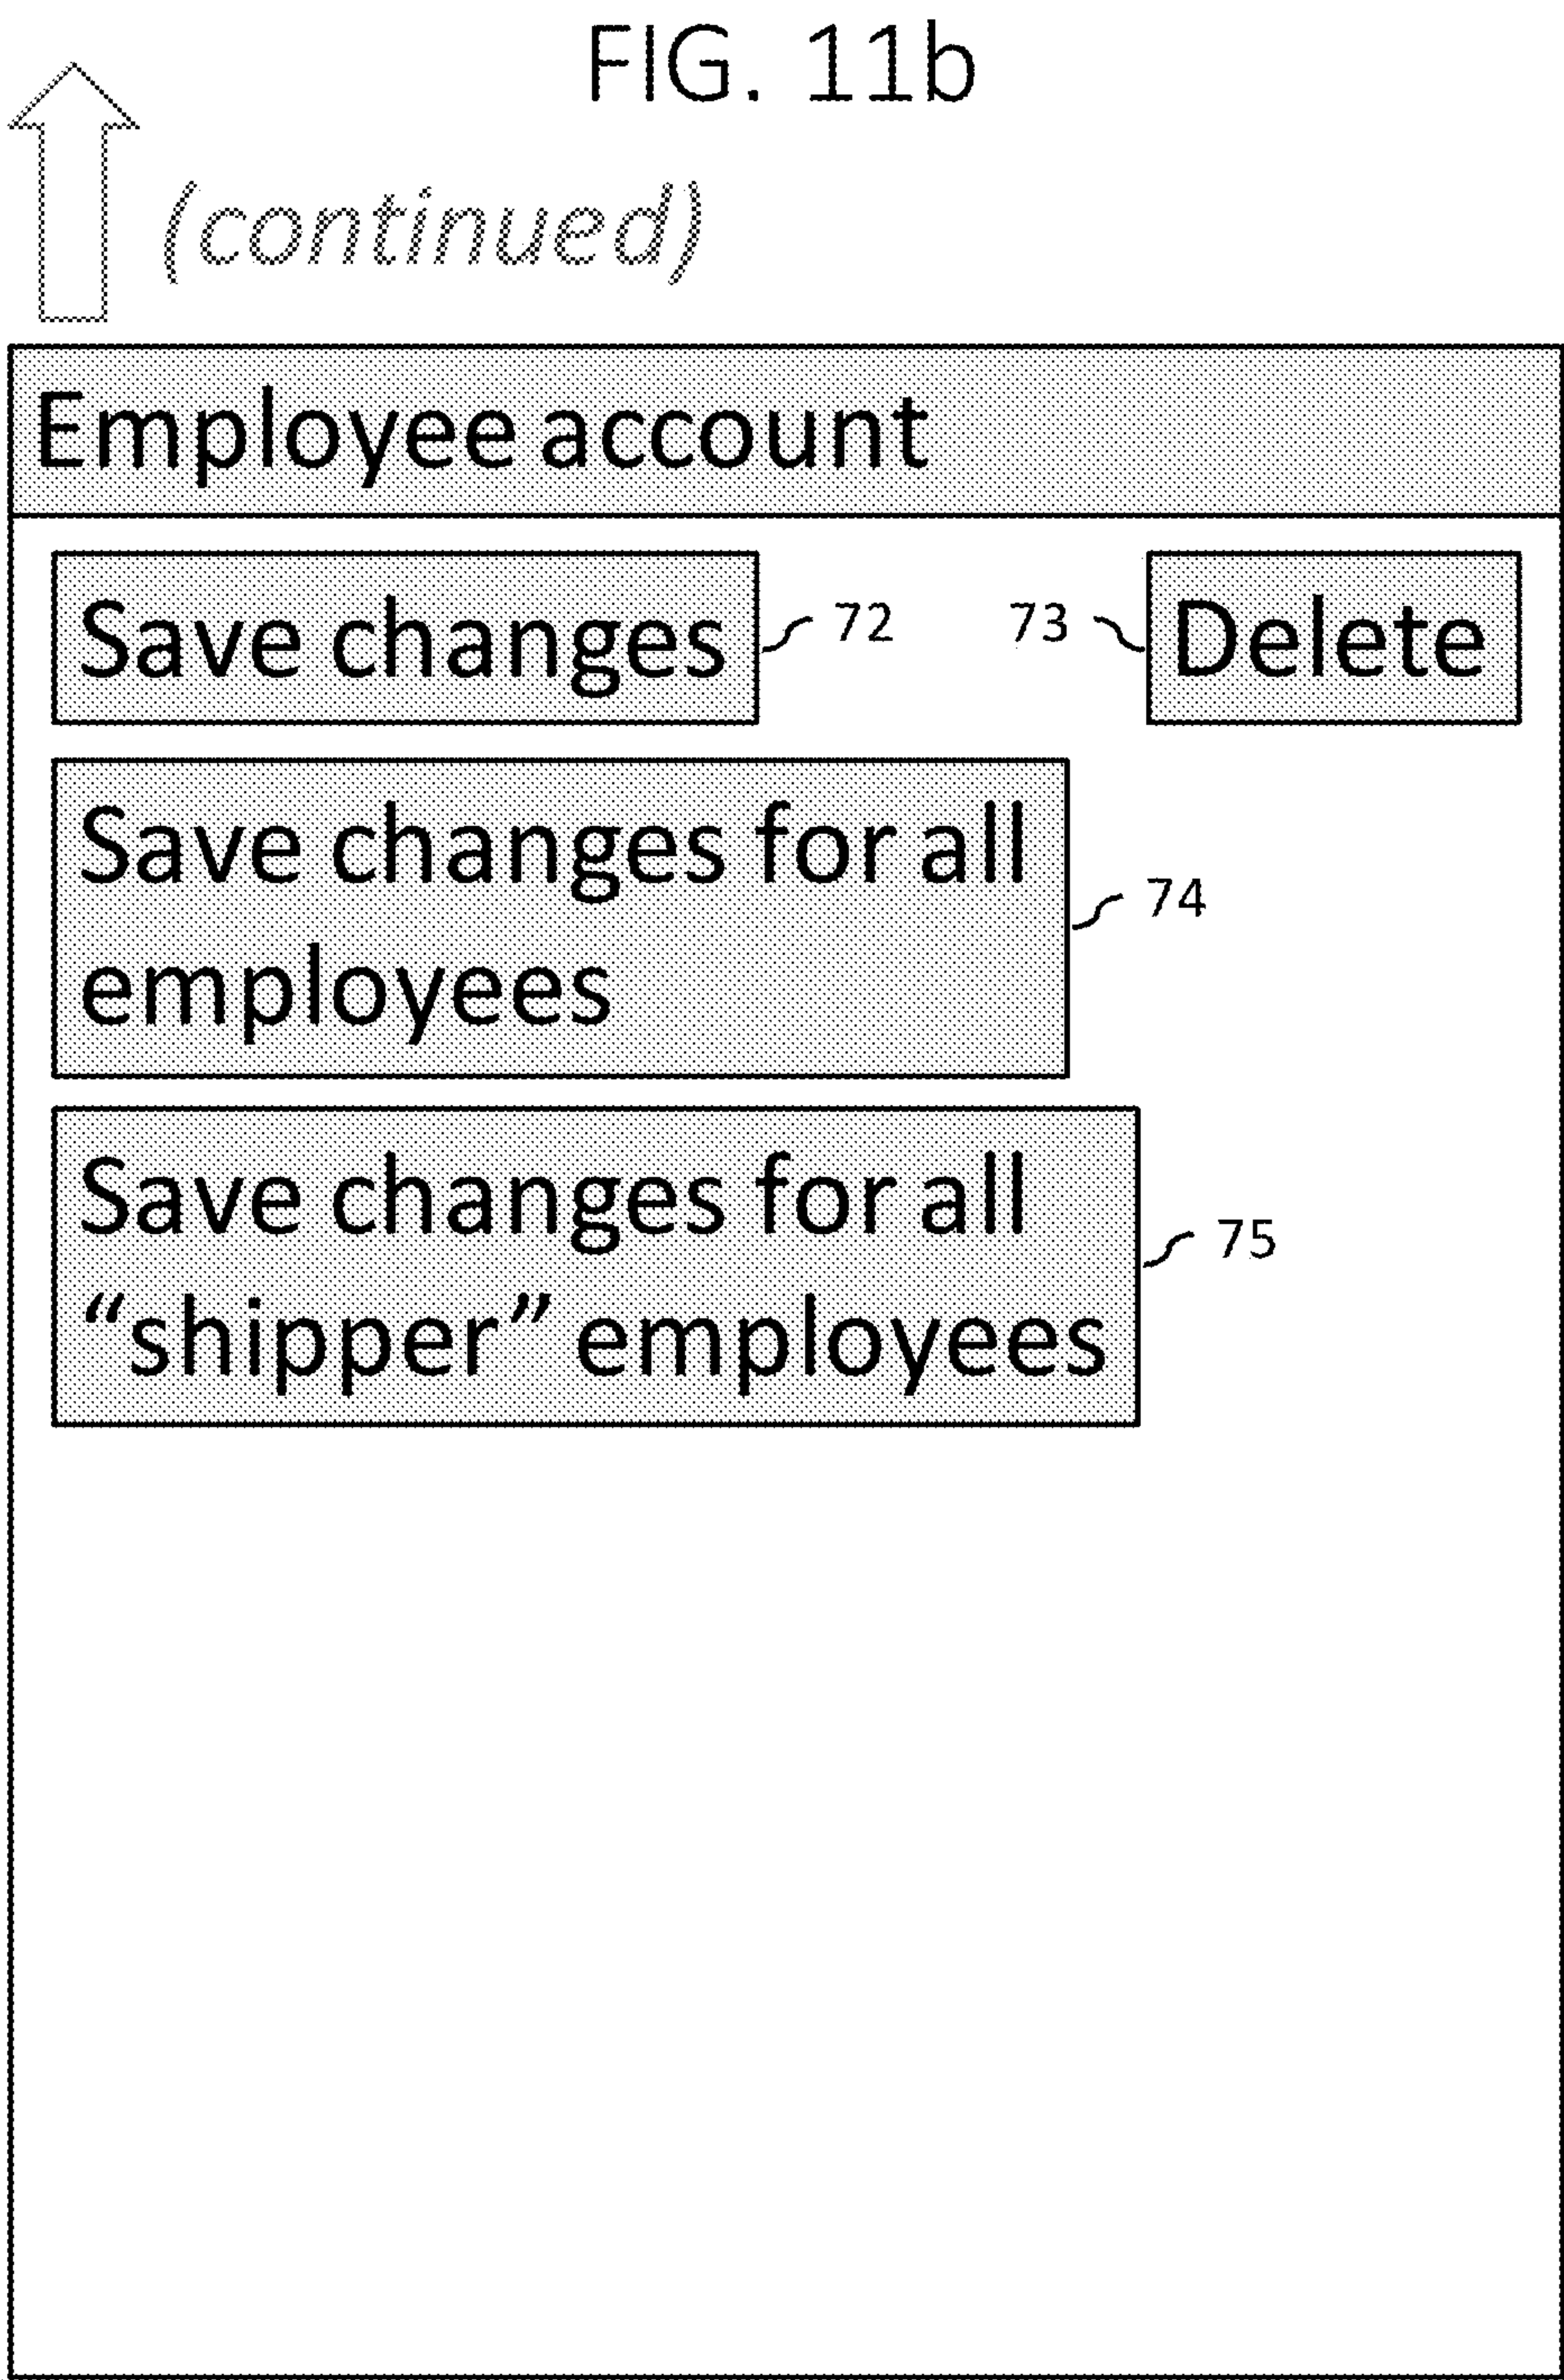 FIG. 11b
(continued)
Employee account
Save changes
72
73
Delete
Save changes for all
employees
74
Save changes for all
“shipper” employees
75